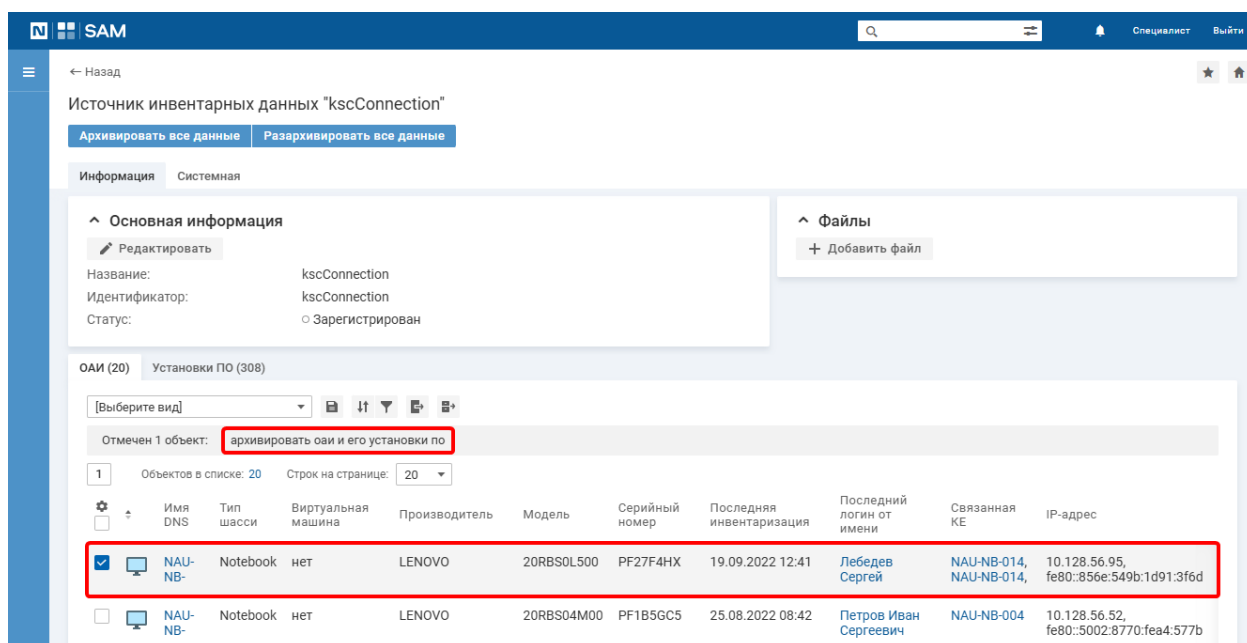 N SAM Специалист Выйти
← Назад
Источник инвентарных данных "kscConnection"
Архивировать все данные Разархивировать все данные
Информация Системная
Основная информация
Редактировать
Название: kscConnection
Идентификатор: kscConnection
Статус: Зарегистрирован
Файлы
+ Добавить файл
ОАИ (20) Установки ПО (308)
[Выберите вид]
Отмечен 1 объект: архивировать оаи и его установки по
1 Объектов в списке: 20 Строк на странице: 20
Имя DNS Тип шасси Виртуальная машина Производитель Модель Серийный номер Последняя инвентаризация Последний логин от имени Связанная КЕ IP-адрес
NAU- Notebook нет LENOVO 20RBS0L500 PF27F4HX 19.09.2022 12:41 Лебедев NAU-NB-014, 10.128.56.95,
NB- Сергей NAU-NB-014, fe80::856e:549b:1d91:3f6d
NAU- Notebook нет LENOVO 20RBS04M00 PF1B5GC5 25.08.2022 08:42 Петров Иван NAU-NB-004 10.128.56.52,
NB- Сергеевич fe80::5002:8770:fea4:577b